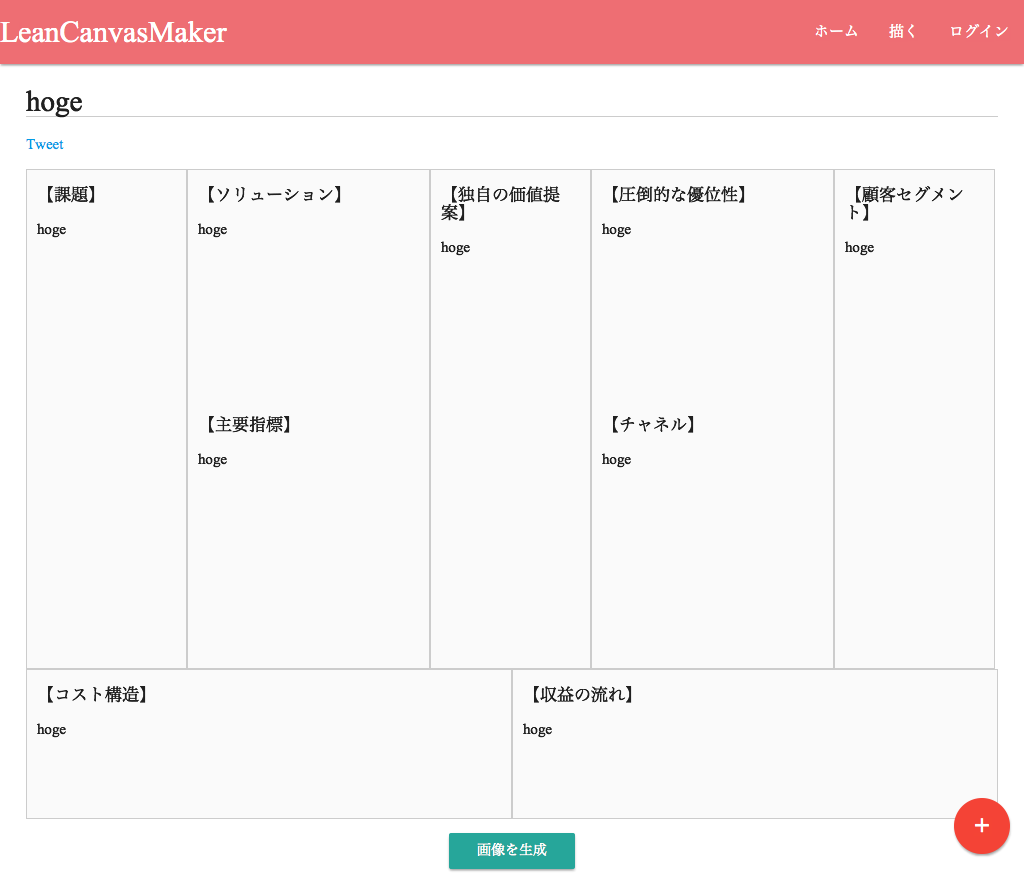 LeanCanvasMaker
ホーム
描く
ログイン
hoge
Tweet
【課題】
hoge
【ソリューション】
hoge
【主要指標】
hoge
【独自の価値提
案】
hoge
【圧倒的な優位性】
hoge
【チャネル】
hoge
【顧客セグメン
ト】
hoge
【コスト構造】
hoge
【収益の流れ】
hoge
+
画像を生成